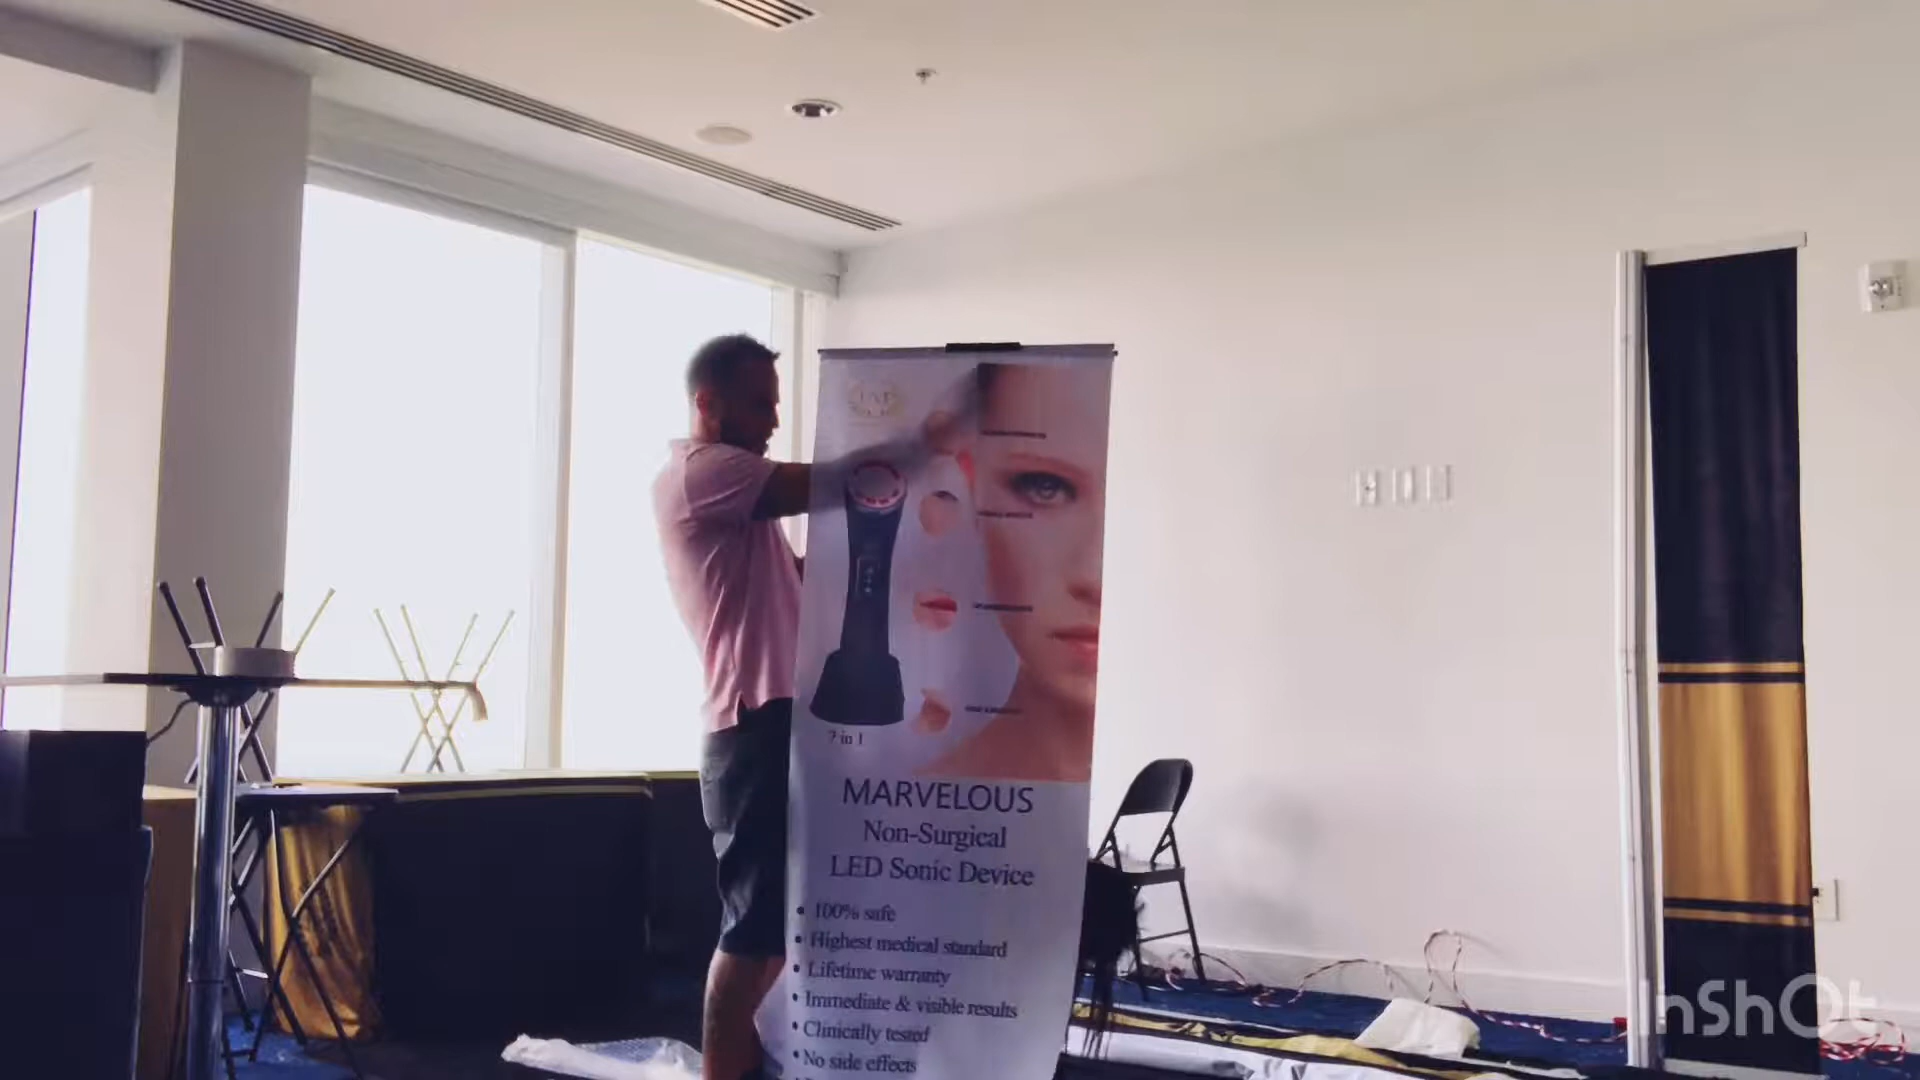 7 in 1
MARVELOUS
Non-Surgical
LED Sonic Device
• 100% safe
• Highest medical standard
• Lifetime warranty
• Immediate & visible results
• Clinically tested
• No side effects
InShOt